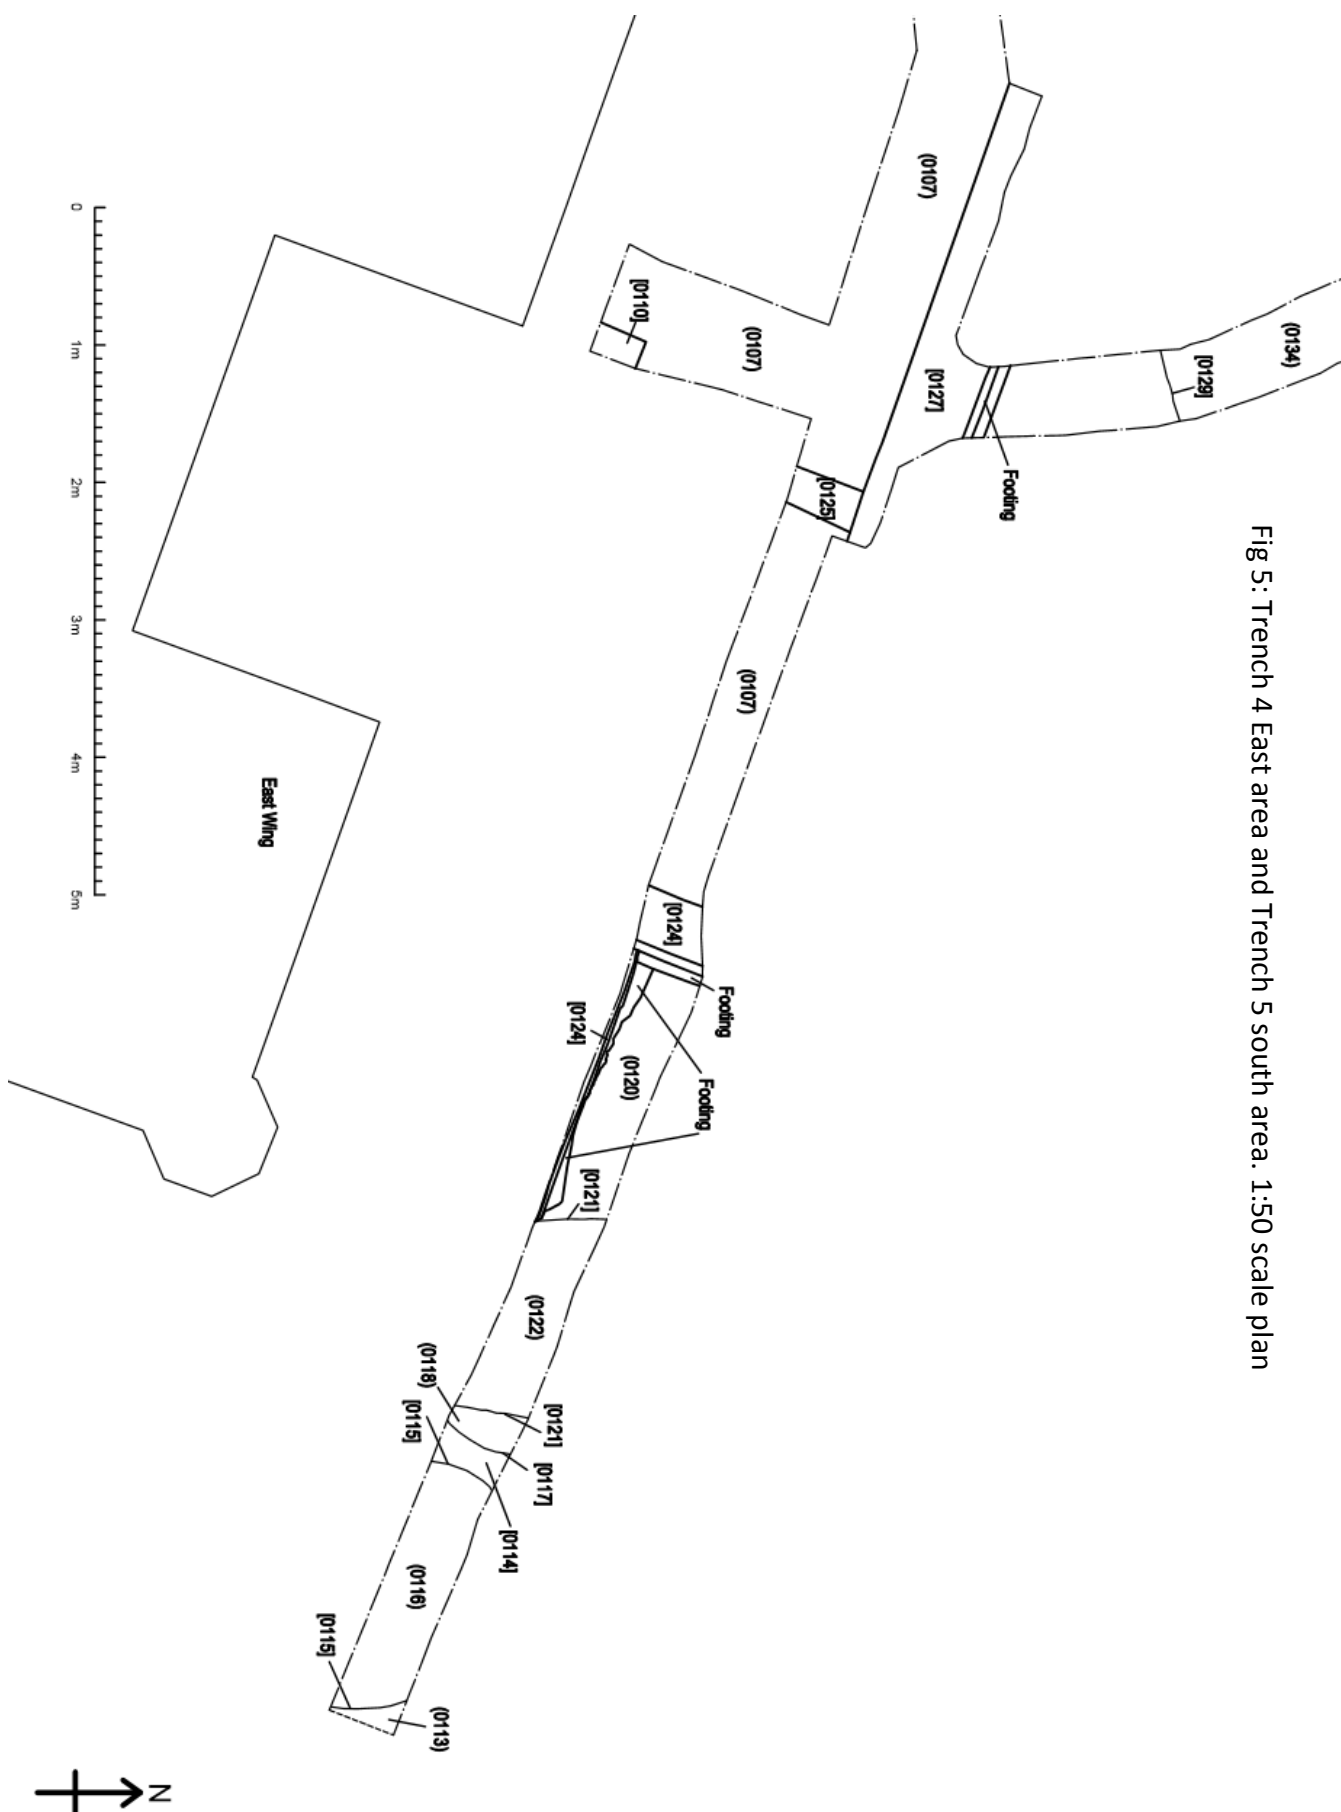 Fig 5: Trench 4 East area and Trench 5 south area. 1:50 scale plan
(0107)
(0134)
[0110]
(0107)
[0127]
[0129]
Footing
[0125]
(0107)
East Wing
[0124]
Footing
[0124]
(0120)
Footing
[0121]
(0122)
(0118)
[0115]
[0121]
[0117]
[0114]
(0116)
[0115]
(0113)
0
1m
2m
3m
4m
5m
N